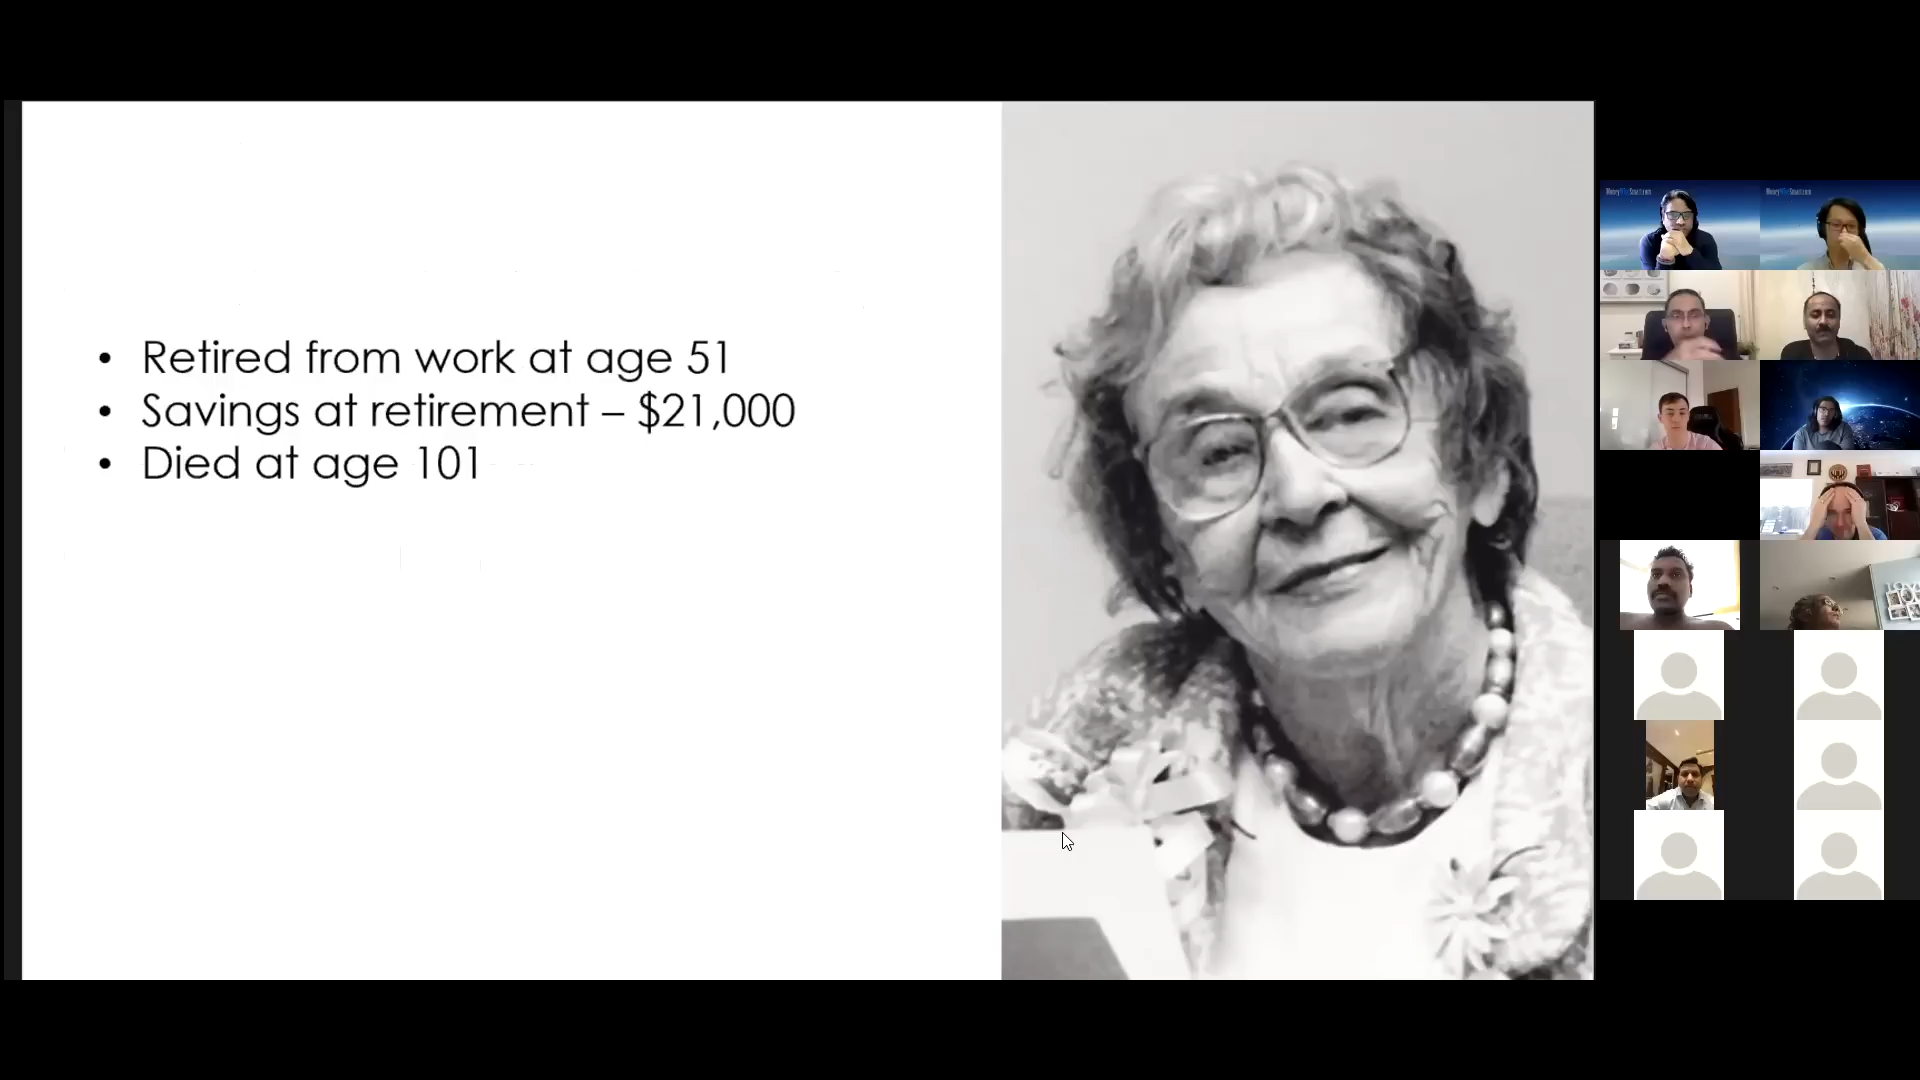 • Retired from work at age 51
• Savings at retirement – $21,000
• Died at age 101